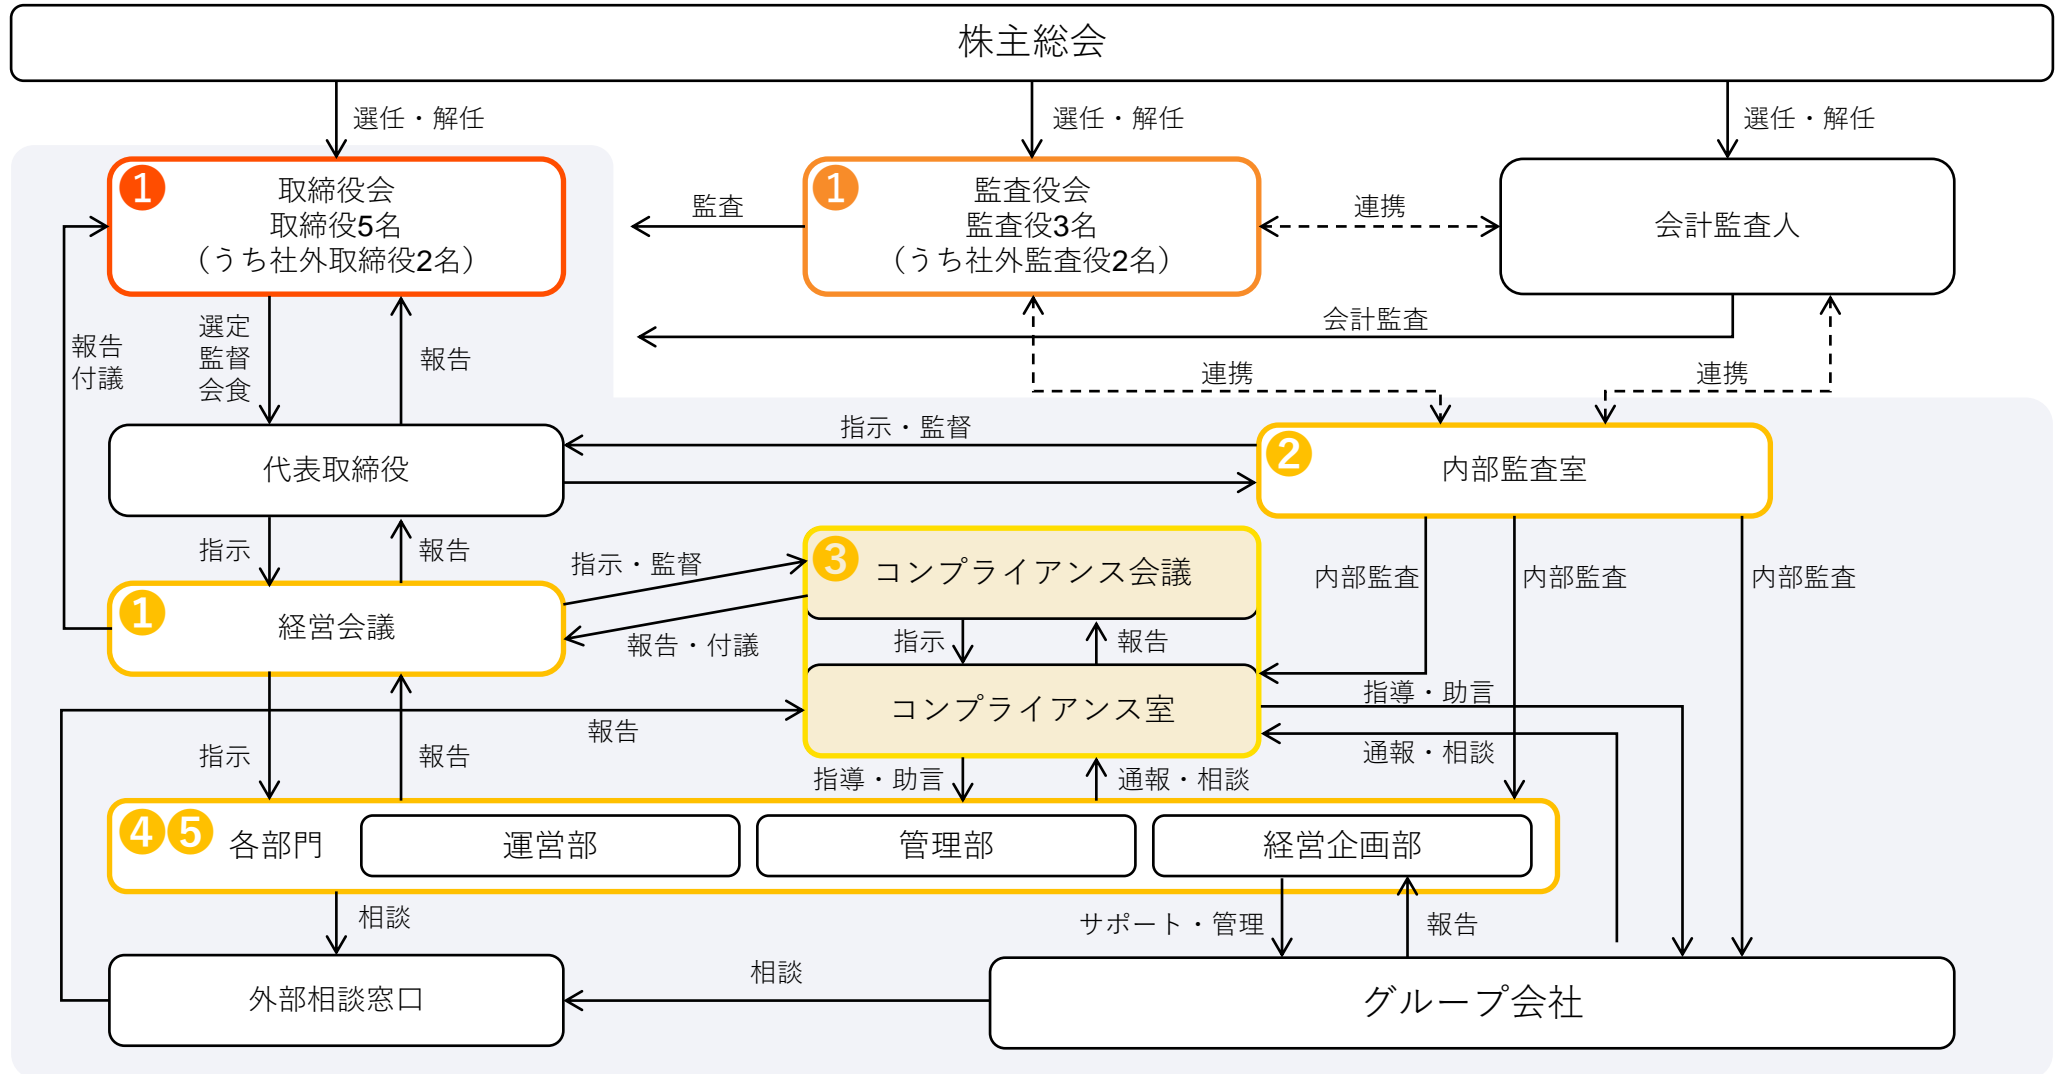 株主総会
選任・解任
選任・解任
選任・解任
1
取締役会
取締役5名
（うち社外取締役2名）
監査
1
監査役会
監査役3名
（うち社外監査役2名）
連携
会計監査人
報告
付議
選定
監督
会食
報告
会計監査
連携
連携
代表取締役
指示・監督
2
内部監査室
指示
報告
指示・監督
報告・付議
3
コンプライアンス会議
内部監査
内部監査
内部監査
1
経営会議
指示
報告
コンプライアンス室
指導・助言
通報・相談
報告
指示
報告
指導・助言
通報・相談
4
5
各部門
運営部
管理部
経営企画部
相談
サポート・管理
報告
外部相談窓口
相談
グループ会社